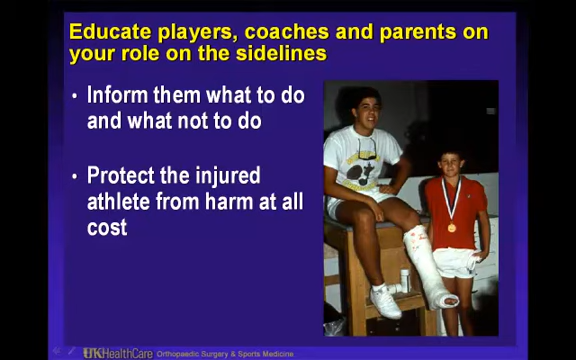 Educate players, coaches and parents on
your role on the sidelines
• Inform them what to do
and what not to do
• Protect the injured
athlete from harm at all
cost
UKHealthCare Orthopaedic Surgery & Sports Medicine